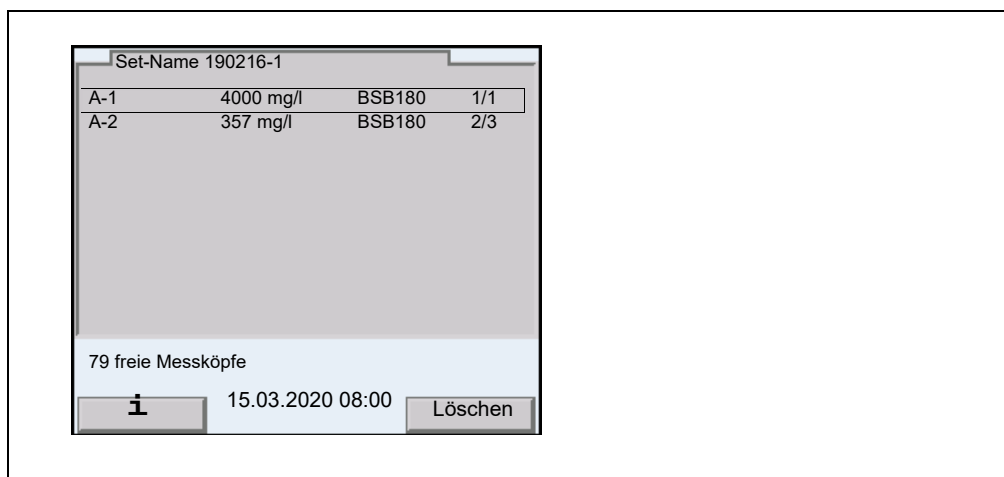 Set-Name 190216-1
A-1 4000 mg/l BSB180 1/1
A-2 357 mg/l BSB180 2/3
79 freie Messköpfe
i 15.03.2020 08:00 Löschen